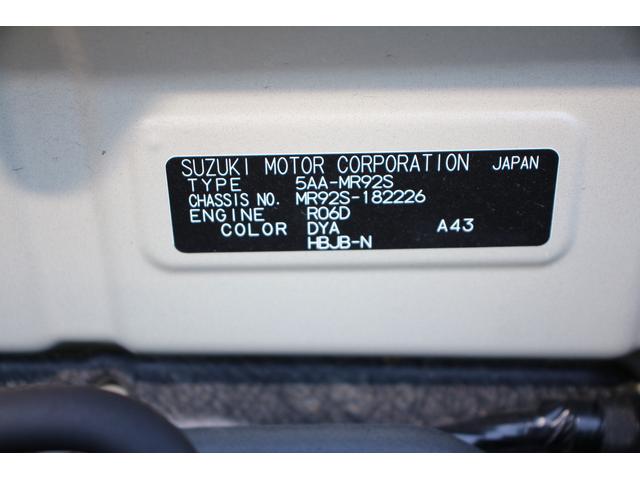 SUZUKI MOTOR CORPORATION JAPAN
TYPE 5AA-MR92S
CHASSIS NO. MR92S-182226
ENGINE R06D
COLOR DYA A43
HBJB-N